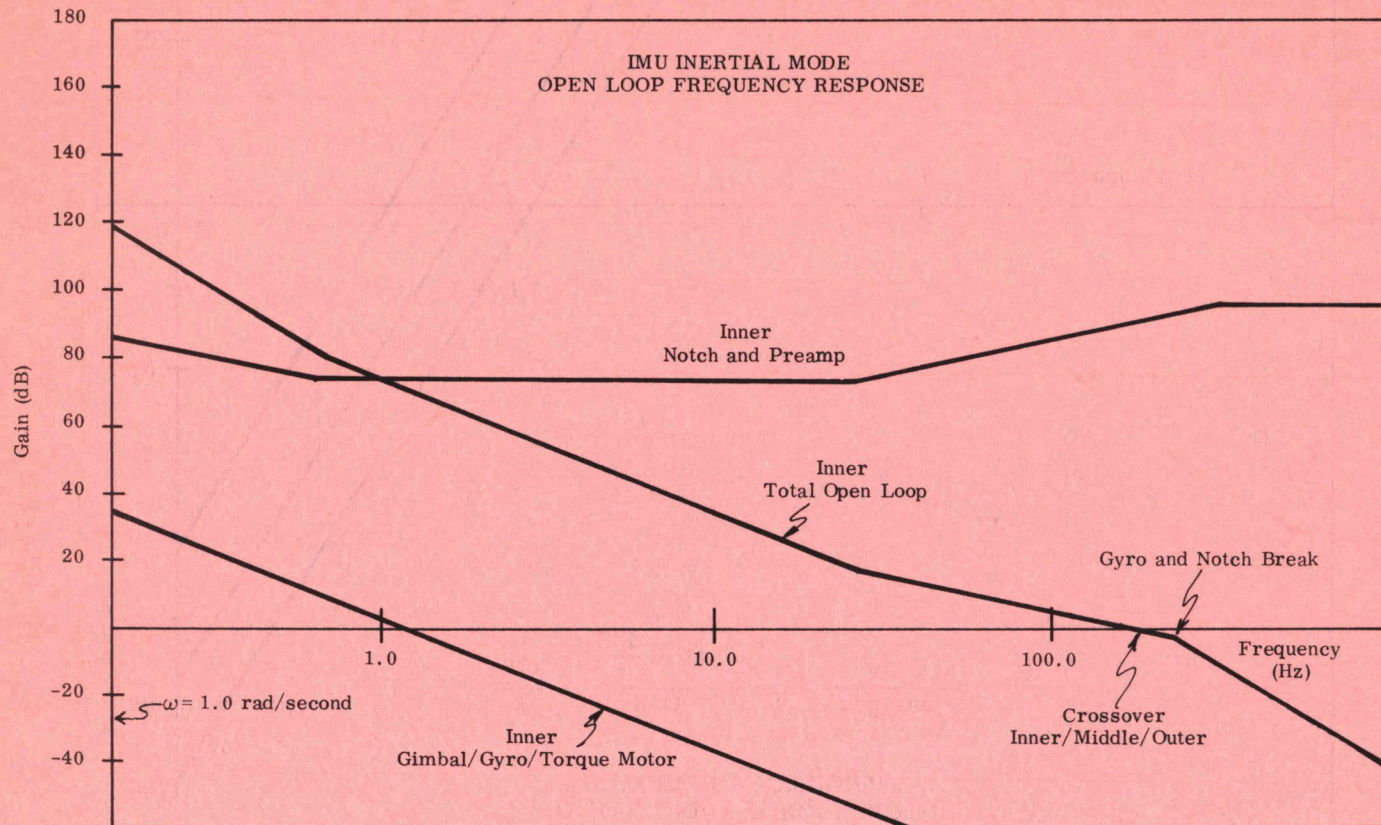 IMU INERTIAL MODE
OPEN LOOP FREQUENCY RESPONSE
180
160
140
120
100
80
60
40
20
-20
-40
Gain (dB)
Inner
Notch and Preamp
Inner
Total Open Loop
Gyro and Notch Break
1.0
10.0
100.0
Frequency
(Hz)
ω = 1.0 rad/second
Inner
Gimbal/Gyro/Torque Motor
Crossover
Inner/Middle/Outer